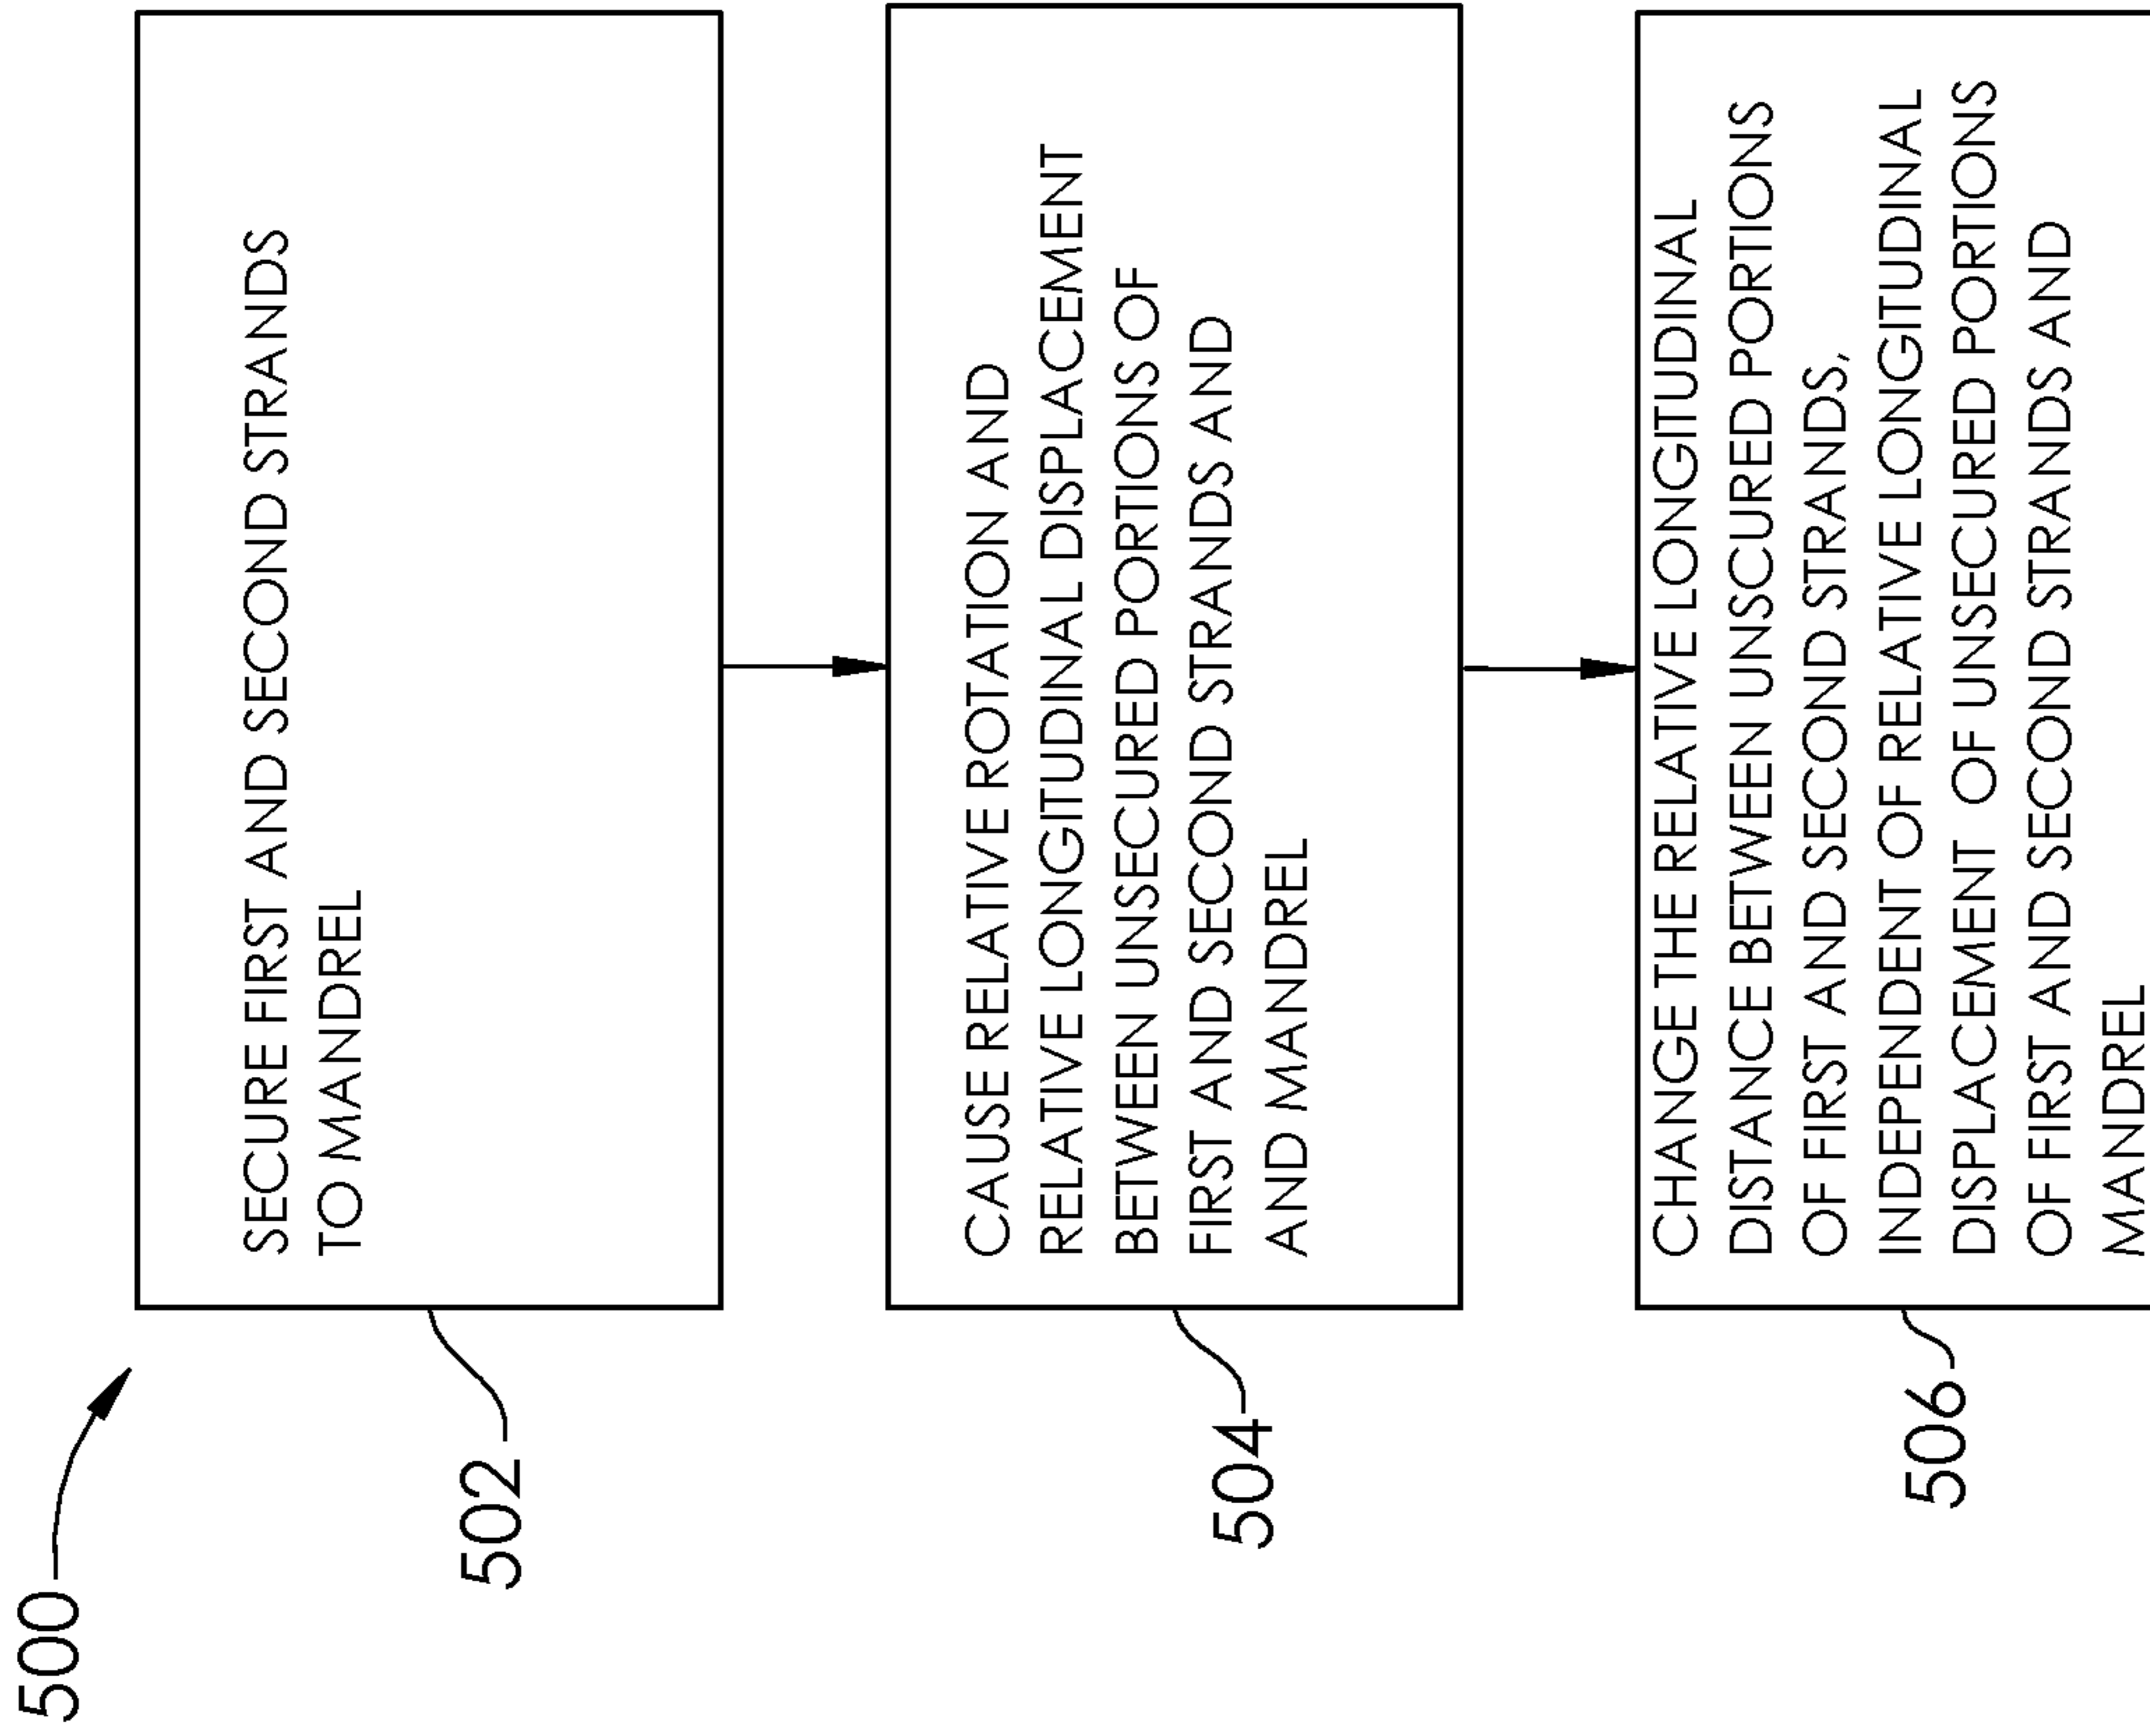 500
SECURE FIRST AND SECOND STRANDS
TO MANDREL
502
CAUSE RELATIVE ROTATION AND
RELATIVE LONGITUDINAL DISPLACEMENT
BETWEEN UNSECURED PORTIONS OF
FIRST AND SECOND STRANDS AND
AND MANDREL
504
CHANGE THE RELATIVE LONGITUDINAL
DISTANCE BETWEEN UNSCURED PORTIONS
OF FIRST AND SECOND STRANDS,
INDEPENDENT OF RELATIVE LONGITUDINAL
DISPLACEMENT OF UNSECURED PORTIONS
OF FIRST AND SECOND STRANDS AND
MANDREL
506